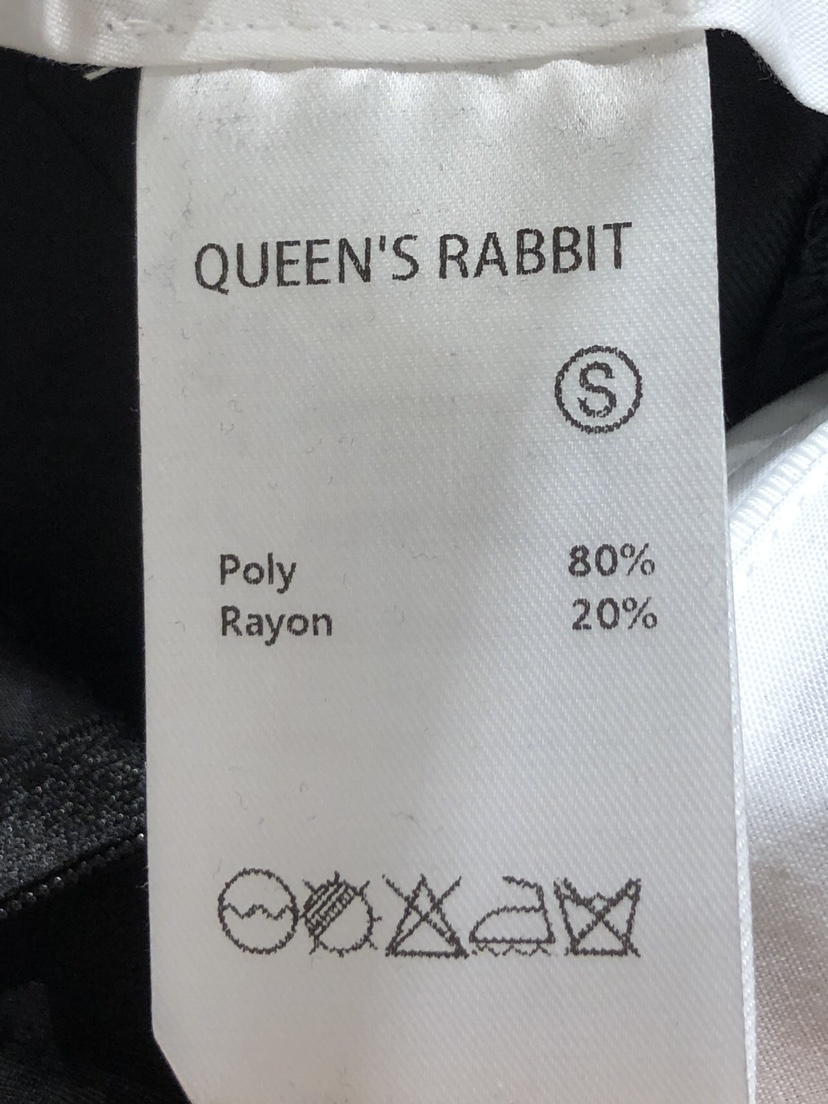 QUEEN'S RABBIT
S
Poly 80%
Rayon 20%